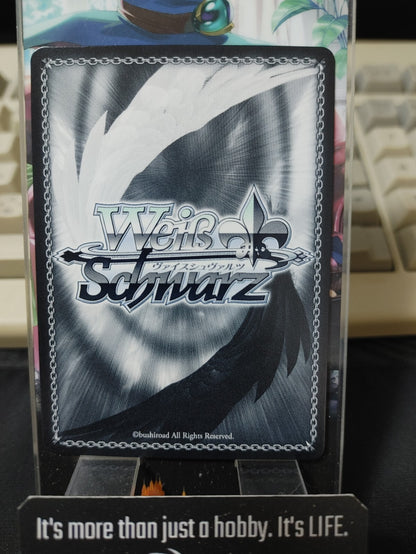 Weiß
Schwarz
ヴァイスシュヴァルツ
©bushiroad All Rights Reserved.
It's more than just a hobby. It's LIFE.